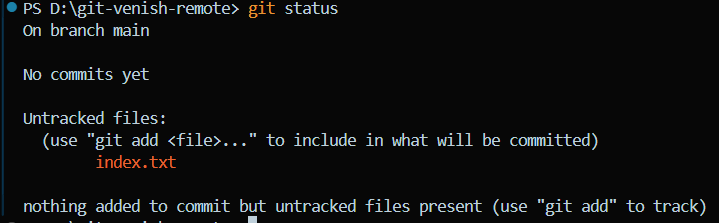 PS D:\git-venish-remote> git status
On branch main
No commits yet
Untracked files:
(use "git add <file>..." to include in what will be committed)
index.txt
nothing added to commit but untracked files present (use "git add" to track)